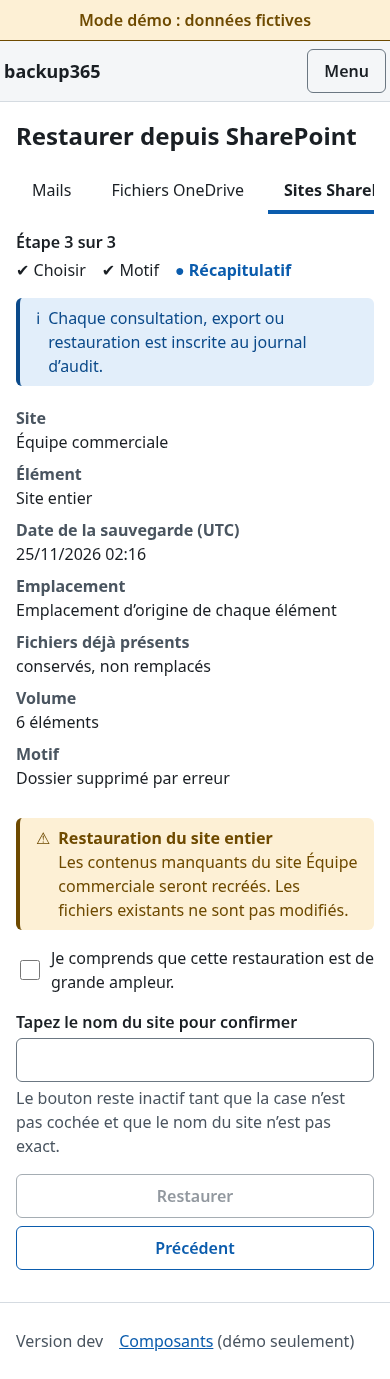 Mode démo : données fictives
backup365
Menu
Restaurer depuis SharePoint
Mails
Fichiers OneDrive
Sites Share
Étape 3 sur 3
✔ Choisir ✔ Motif ● Récapitulatif
i Chaque consultation, export ou
restauration est inscrite au journal
d’audit.
Site
Équipe commerciale
Élément
Site entier
Date de la sauvegarde (UTC)
25/11/2026 02:16
Emplacement
Emplacement d’origine de chaque élément
Fichiers déjà présents
conservés, non remplacés
Volume
6 éléments
Motif
Dossier supprimé par erreur
⚠ Restauration du site entier
Les contenus manquants du site Équipe
commerciale seront recréés. Les
fichiers existants ne sont pas modifiés.
Je comprends que cette restauration est de
grande ampleur.
Tapez le nom du site pour confirmer
Le bouton reste inactif tant que la case n’est
pas cochée et que le nom du site n’est pas
exact.
Restaurer
Précédent
Version dev Composants (démo seulement)